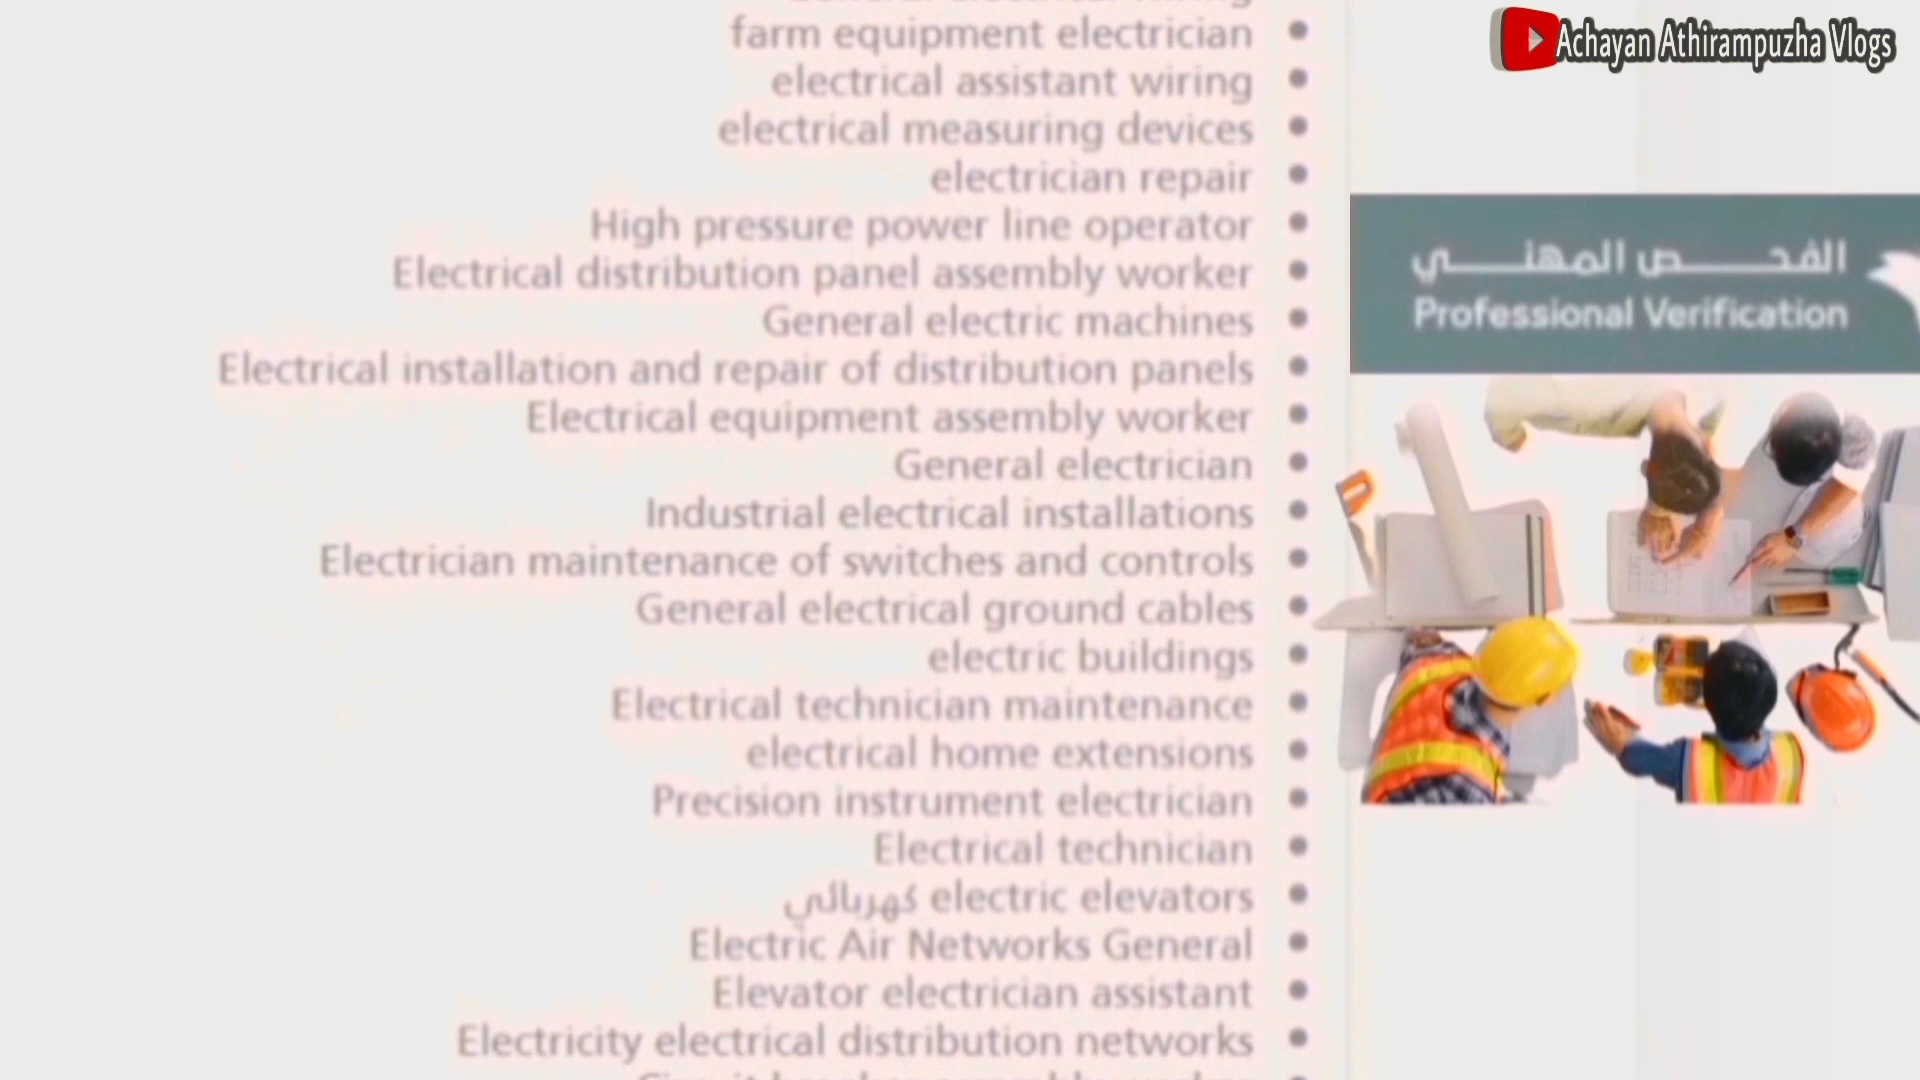 General electrical wiring
farm equipment electrician
electrical assistant wiring
electrical measuring devices
electrician repair
High pressure power line operator
Electrical distribution panel assembly worker
General electric machines
Electrical installation and repair of distribution panels
Electrical equipment assembly worker
General electrician
Industrial electrical installations
Electrician maintenance of switches and controls
General electrical ground cables
electric buildings
Electrical technician maintenance
electrical home extensions
Precision instrument electrician
Electrical technician
كهربائي electric elevators
Electric Air Networks General
Elevator electrician assistant
Electricity electrical distribution networks
Achayan Athirampuzha Vlogs
الفحص المهني
Professional Verification